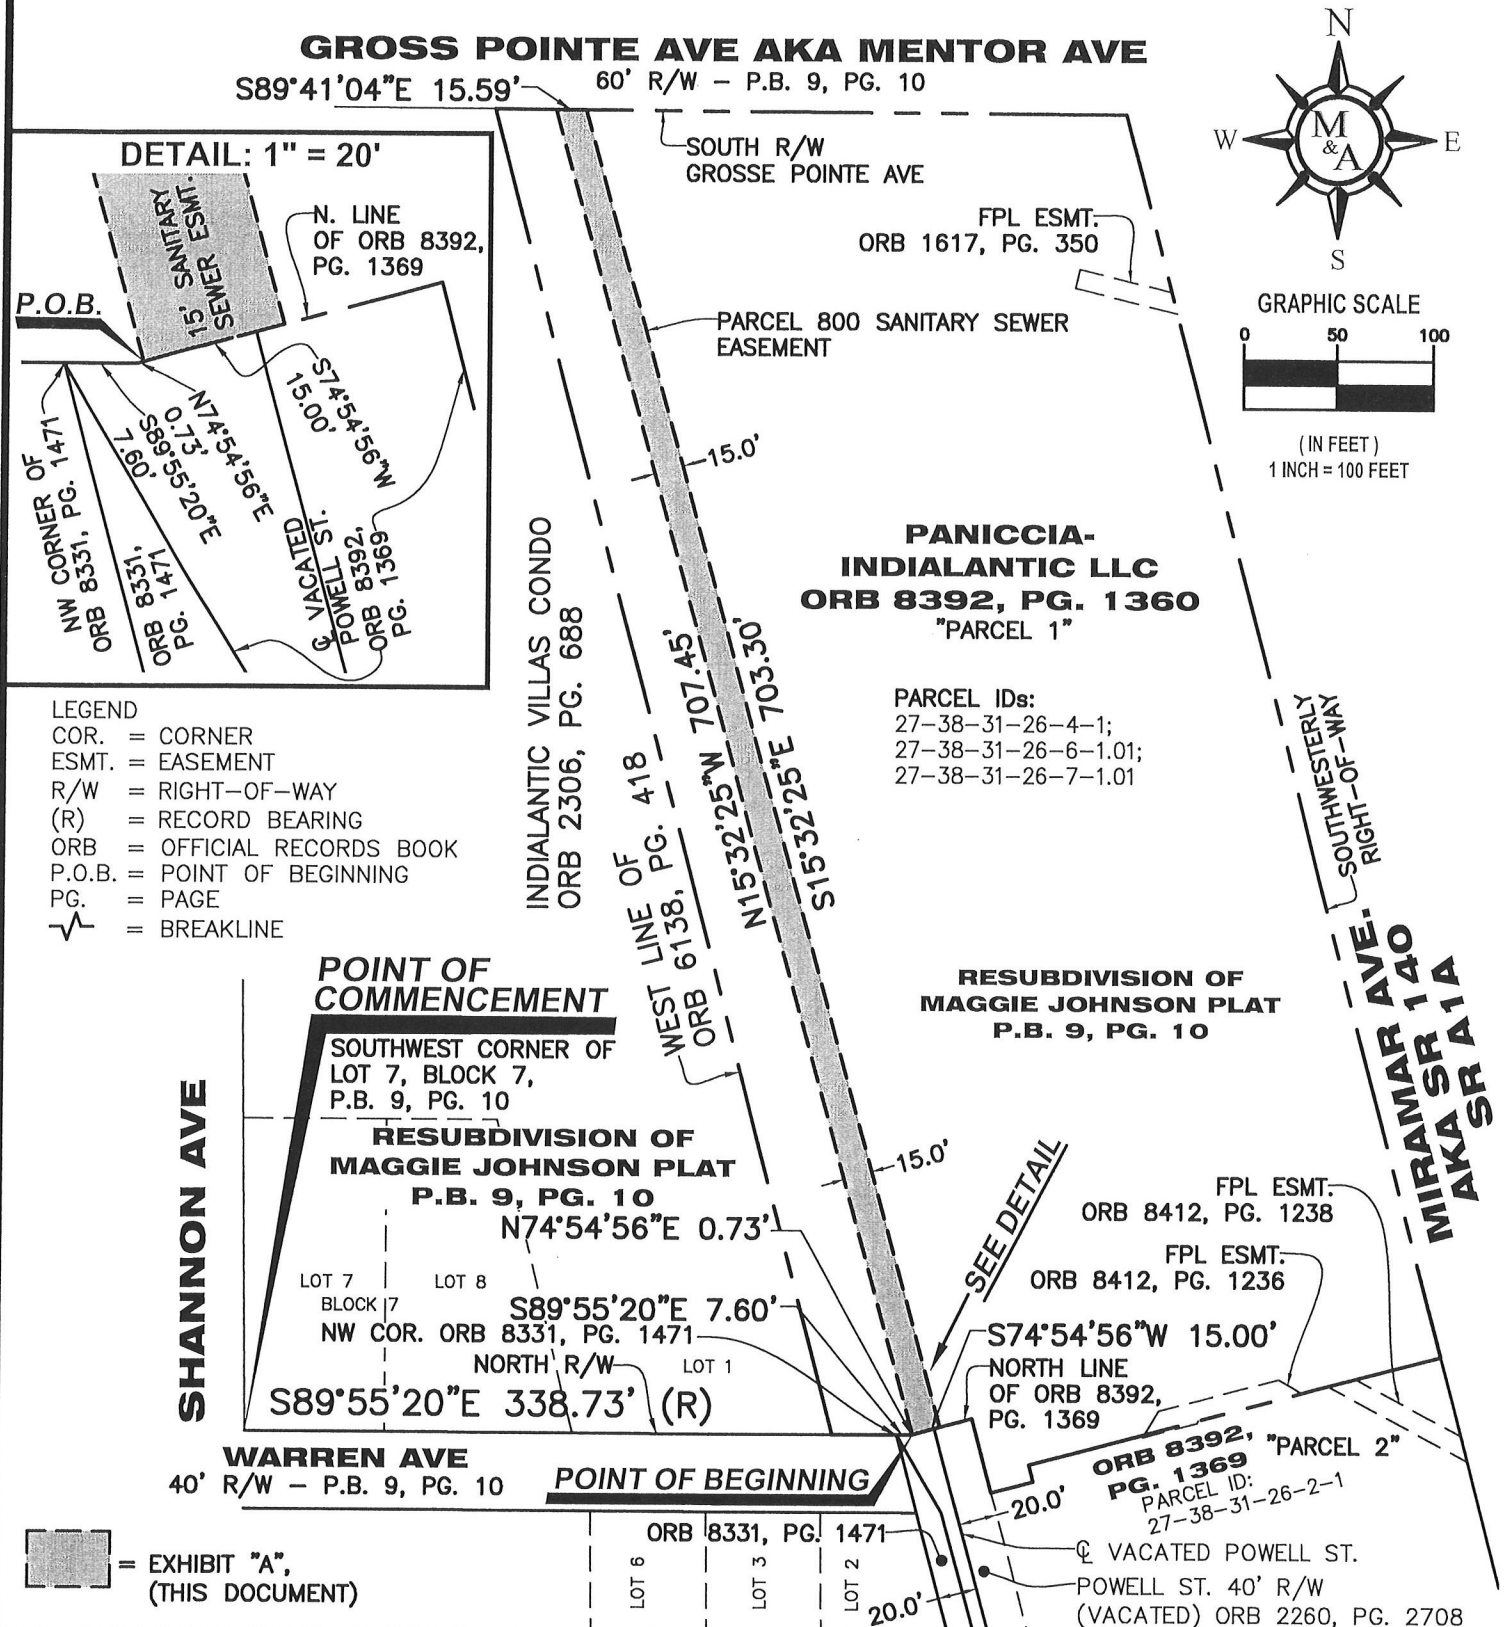 GROSS POINTE AVE AKA MENTOR AVE
60' R/W - P.B. 9, PG. 10
S89°41'04"E 15.59'
SOUTH R/W
GROSSE POINTE AVE
N
W
E
S
M
&
A
FPL ESMT.
ORB 1617, PG. 350
GRAPHIC SCALE
0 50 100
(IN FEET)
1 INCH = 100 FEET
DETAIL: 1" = 20'
15' SANITARY
SEWER ESMT.
N. LINE
OF ORB 8392,
PG. 1369
P.O.B.
S74°54'56"W
15.00'
N74°54'56"E
0.73'
S89°55'20"E
7.60'
NW CORNER OF
ORB 8331, PG. 1471
ORB 8331,
PG. 1471
℄ VACATED
POWELL ST.
ORB 8392,
PG. 1369
PARCEL 800 SANITARY SEWER
EASEMENT
15.0'
PANICCIA-
INDIALANTIC LLC
ORB 8392, PG. 1360
"PARCEL 1"
PARCEL IDs:
27-38-31-26-4-1;
27-38-31-26-6-1.01;
27-38-31-26-7-1.01
INDIALANTIC VILLAS CONDO
ORB 2306, PG. 688
N15°32'25"W 707.45'
S15°32'25"E 703.30'
WEST LINE OF
ORB 6138, PG. 418
SOUTHWESTERLY
RIGHT-OF-WAY
MIRAMAR AVE.
AKA SR 140
SR A1A
LEGEND
COR. = CORNER
ESMT. = EASEMENT
R/W = RIGHT-OF-WAY
(R) = RECORD BEARING
ORB = OFFICIAL RECORDS BOOK
P.O.B. = POINT OF BEGINNING
PG. = PAGE
= BREAKLINE
RESUBDIVISION OF
MAGGIE JOHNSON PLAT
P.B. 9, PG. 10
POINT OF
COMMENCEMENT
SOUTHWEST CORNER OF
LOT 7, BLOCK 7,
P.B. 9, PG. 10
SHANNON AVE
RESUBDIVISION OF
MAGGIE JOHNSON PLAT
P.B. 9, PG. 10
15.0'
SEE DETAIL
N74°54'56"E 0.73'
LOT 7
BLOCK 7
LOT 8
S89°55'20"E 7.60'
NW COR. ORB 8331, PG. 1471
NORTH R/W
LOT 1
S89°55'20"E 338.73' (R)
FPL ESMT.
ORB 8412, PG. 1238
FPL ESMT.
ORB 8412, PG. 1236
S74°54'56"W 15.00'
NORTH LINE
OF ORB 8392,
PG. 1369
WARREN AVE
40' R/W - P.B. 9, PG. 10
POINT OF BEGINNING
ORB 8392,
PG. 1369
"PARCEL 2"
PARCEL ID:
27-38-31-26-2-1
20.0'
ORB 8331, PG. 1471
℄ VACATED POWELL ST.
POWELL ST. 40' R/W
(VACATED) ORB 2260, PG. 2708
20.0'
LOT 6
LOT 3
LOT 2
= EXHIBIT "A",
(THIS DOCUMENT)